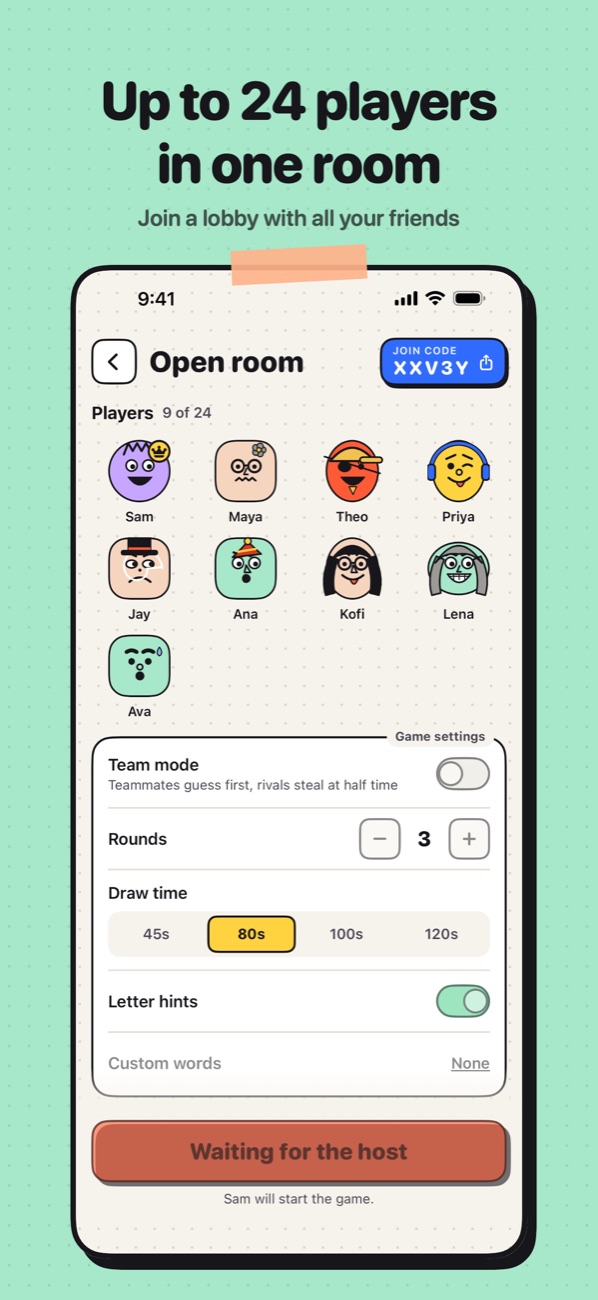 Up to 24 players
in one room
Join a lobby with all your friends
9:41
Open room
JOIN CODE
XXV3Y
Players 9 of 24
Sam Maya Theo Priya
Jay Ana Kofi Lena
Ava
Game settings
Team mode
Teammates guess first, rivals steal at half time
Rounds − 3 +
Draw time
45s 80s 100s 120s
Letter hints
Custom words None
Waiting for the host
Sam will start the game.